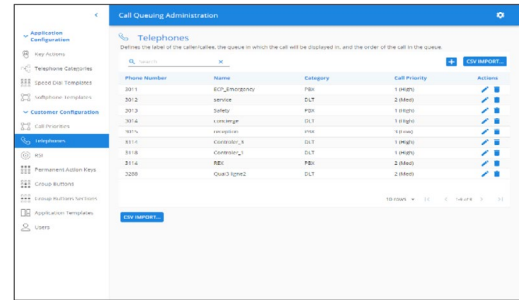 Call Queuing Administration
Application Configuration
Key Actions
Telephone Categories
Speed Dial Templates
Softphone Templates
Customer Configuration
Call Priorities
Telephones
Permanent Action Keys
Group Buttons
Group Buttons Sections
Application Templates
Users
Telephones
Defines the label of the caller/callee, the queue in which the call will be displayed in, and the order of the call in the queue.
Search
CSV IMPORT...
Phone Number Name Category Call Priority Actions
3011 ECP_Emergency PBX 1 (High)
3012 service DLT 2 (Med)
3013 Safety PBX 1 (High)
3014 concierge DLT 1 (High)
3015 reception PBX
Controller_3 DLT 1 (High)
3118 DLT 1 (High)
3114 REX PBX 2 (Med)
3288 DLT 2 (Med)
10 rows
CSV IMPORT...